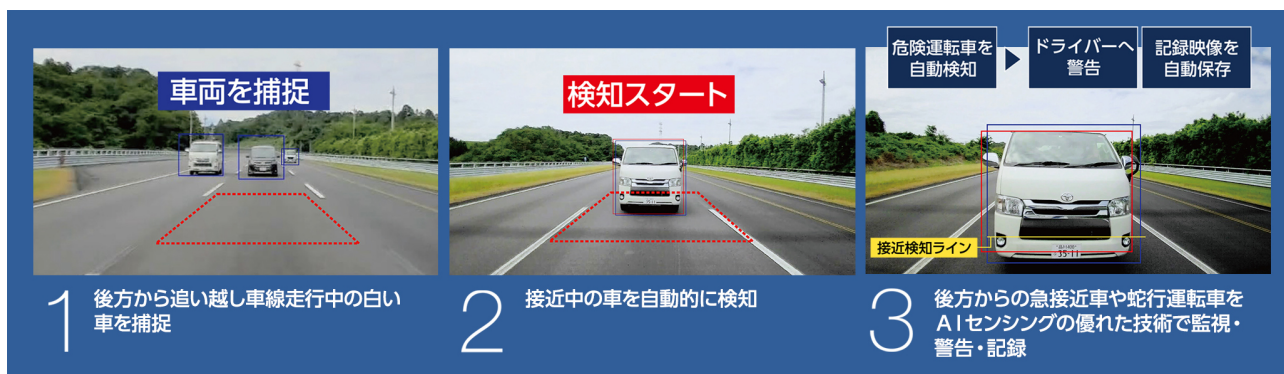 車両を捕捉
1
後方から追い越し車線走行中の白い
車を捕捉
検知スタート
2
接近中の車を自動的に検知
危険運転車を
自動検知
ドライバーへ
警告
記録映像を
自動保存
接近検知ライン
35-11
3
後方からの急接近車や蛇行運転車を
AIセンシングの優れた技術で監視・
警告・記録